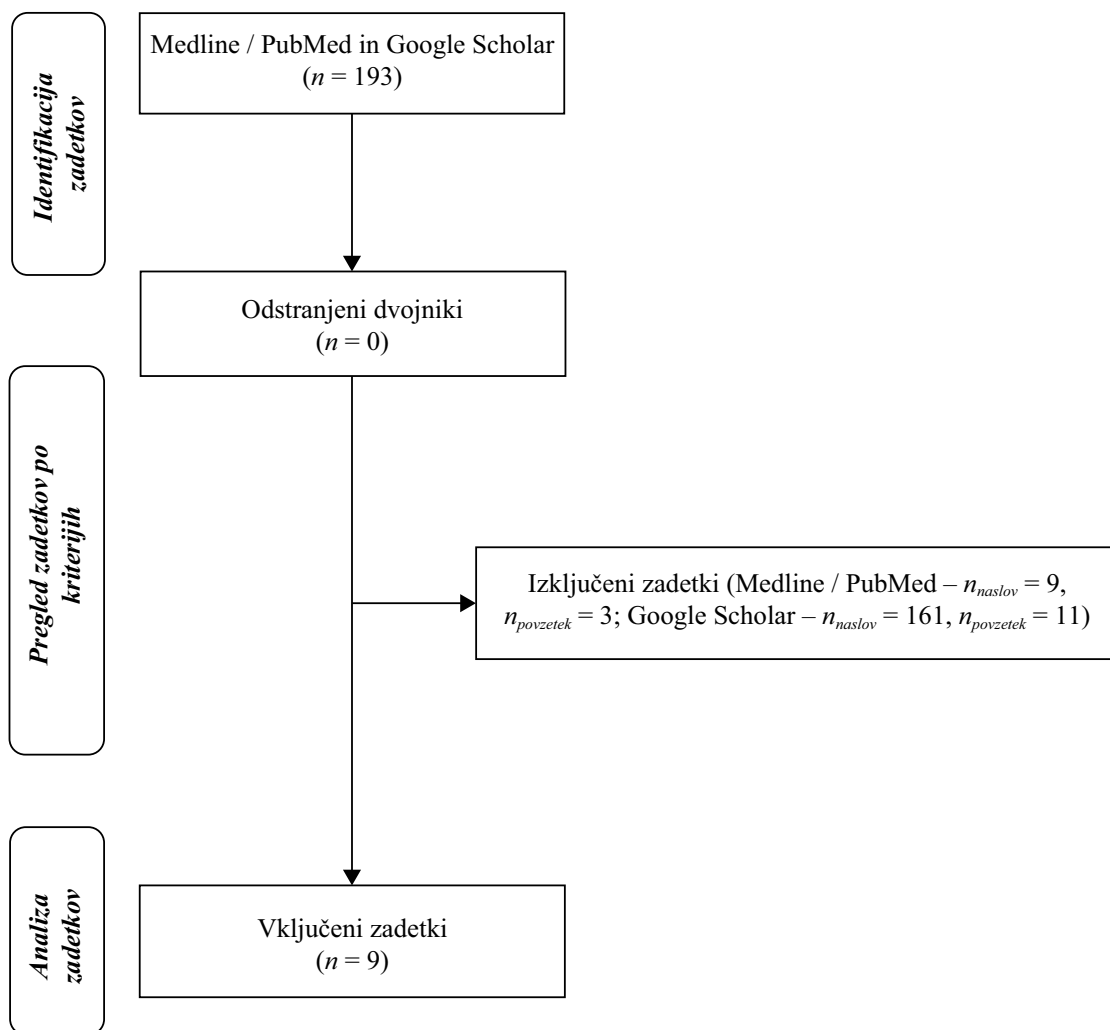 Identifikacija
zadetkov
Medline / PubMed in Google Scholar
(n = 193)
Odstranjeni dvojniki
(n = 0)
Pregled zadetkov po
kriterijih
Izključeni zadetki (Medline / PubMed – nnaslov = 9,
npovzetek = 3; Google Scholar – nnaslov = 161, npovzetek = 11)
Analiza
zadetkov
Vključeni zadetki
(n = 9)